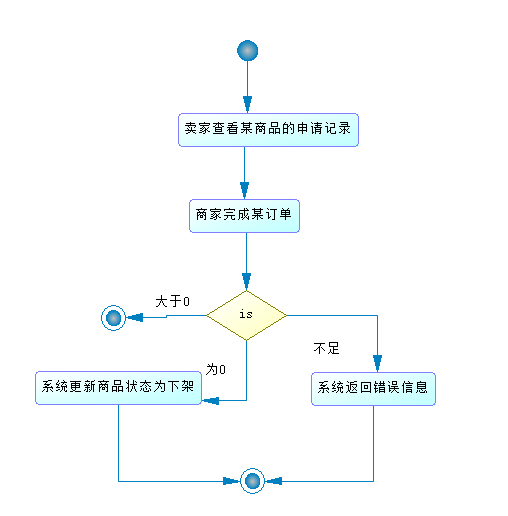 卖家查看某商品的申请记录
商家完成某订单
大于0
is
不足
为0
系统更新商品状态为下架
系统返回错误信息